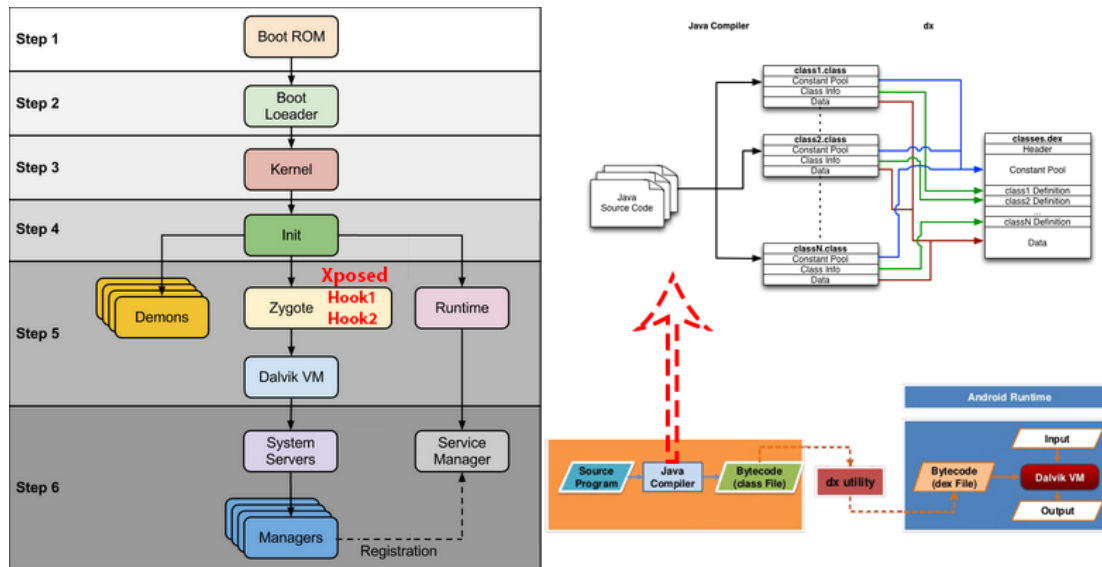 Step 1
Boot ROM
Step 2
Boot
Loeader
Step 3
Kernel
Step 4
Init
Step 5
Demons
Xposed
Zygote
Hook1
Hook2
Runtime
Dalvik VM
Step 6
System
Servers
Service
Manager
Managers
Registration
Java Compiler
dx
class1.class
Constant Pool
Class Info
Data
class2.class
Constant Pool
Class Info
Data
classN.class
Constant Pool
Class Info
Data
Java
Source Code
classes.dex
Header
Constant Pool
class1 Definition
class2 Definition
...
classN Definition
Data
Source
Program
Java
Compiler
Bytecode
(class File)
dx utility
Android Runtime
Bytecode
(dex File)
Input
Dalvik VM
Output